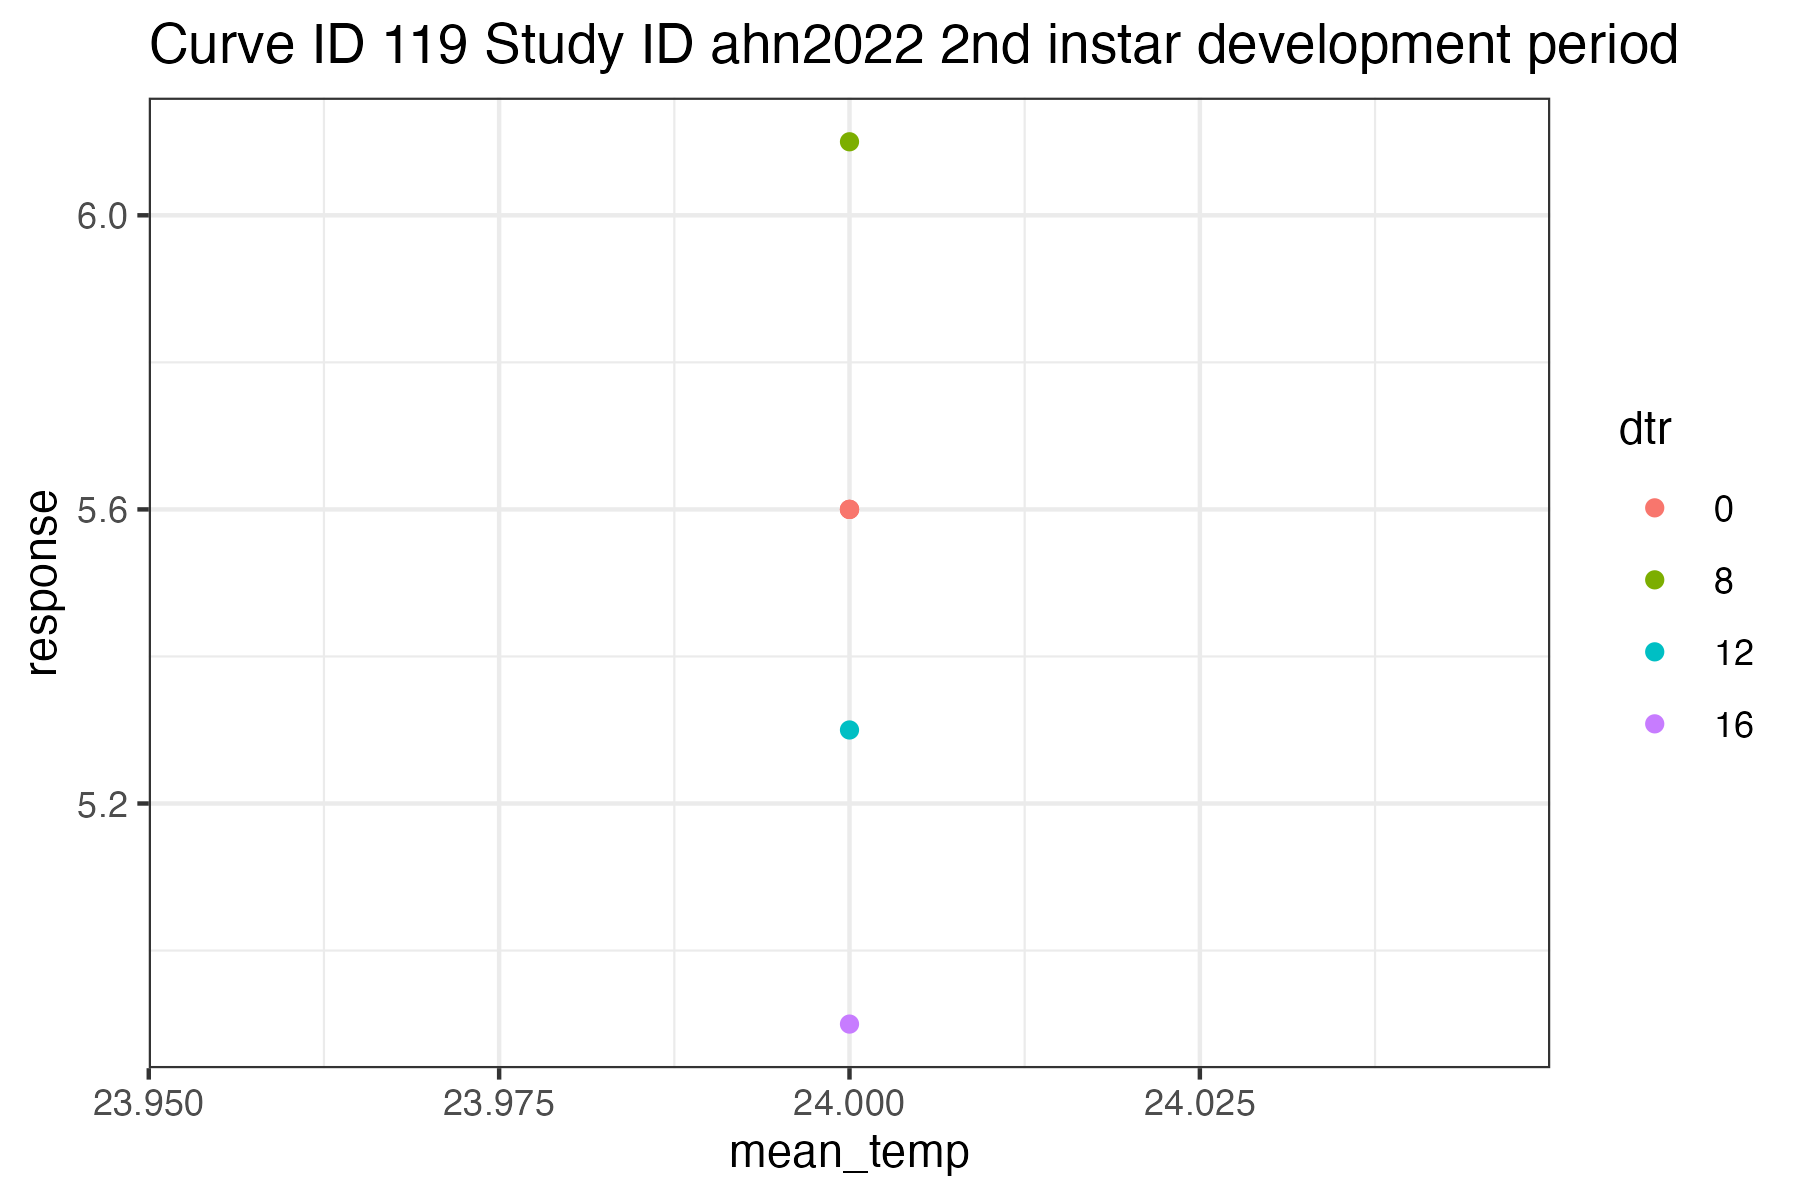 Curve ID 119 Study ID ahn2022 2nd instar development period
6.0
5.6
5.2
response
23.950
23.975
24.000
24.025
mean_temp
dtr
0
8
12
16